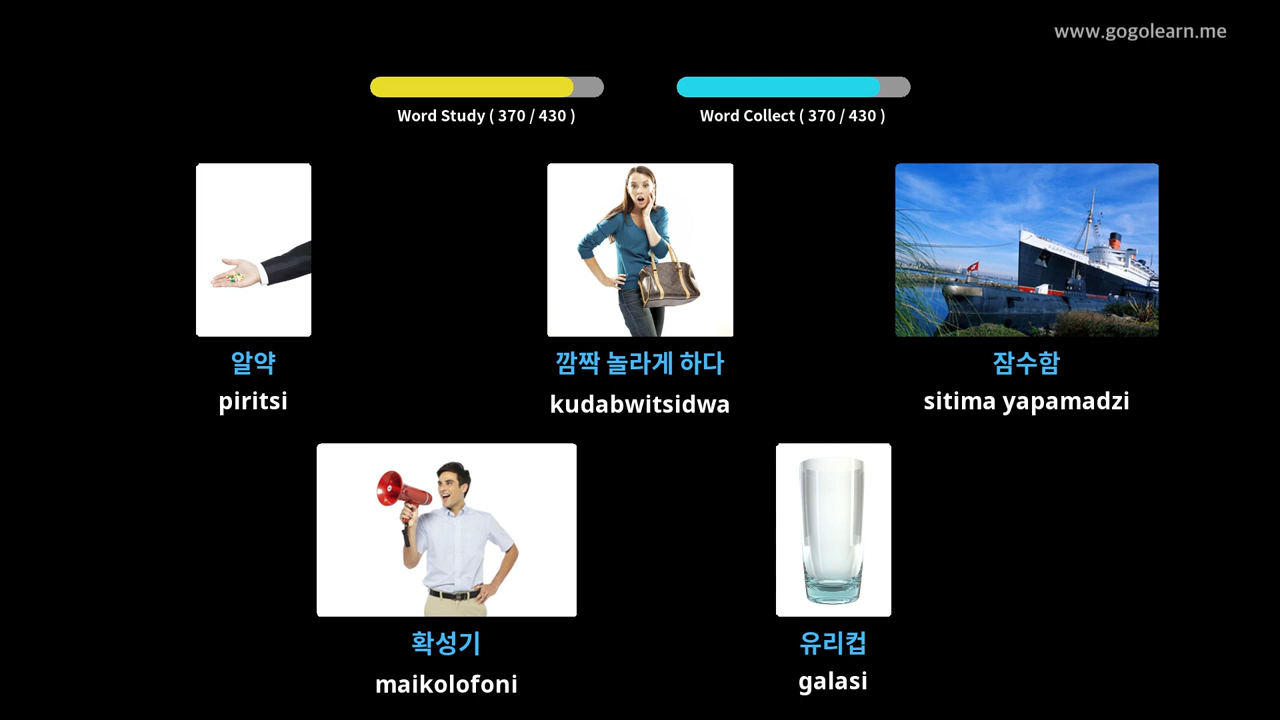 www.gogolearn.me
Word Study ( 370 / 430 )
Word Collect ( 370 / 430 )
알약
piritsi
깜짝 놀라게 하다
kudabwitsidwa
잠수함
sitima yapamadzi
확성기
maikolofoni
유리컵
galasi